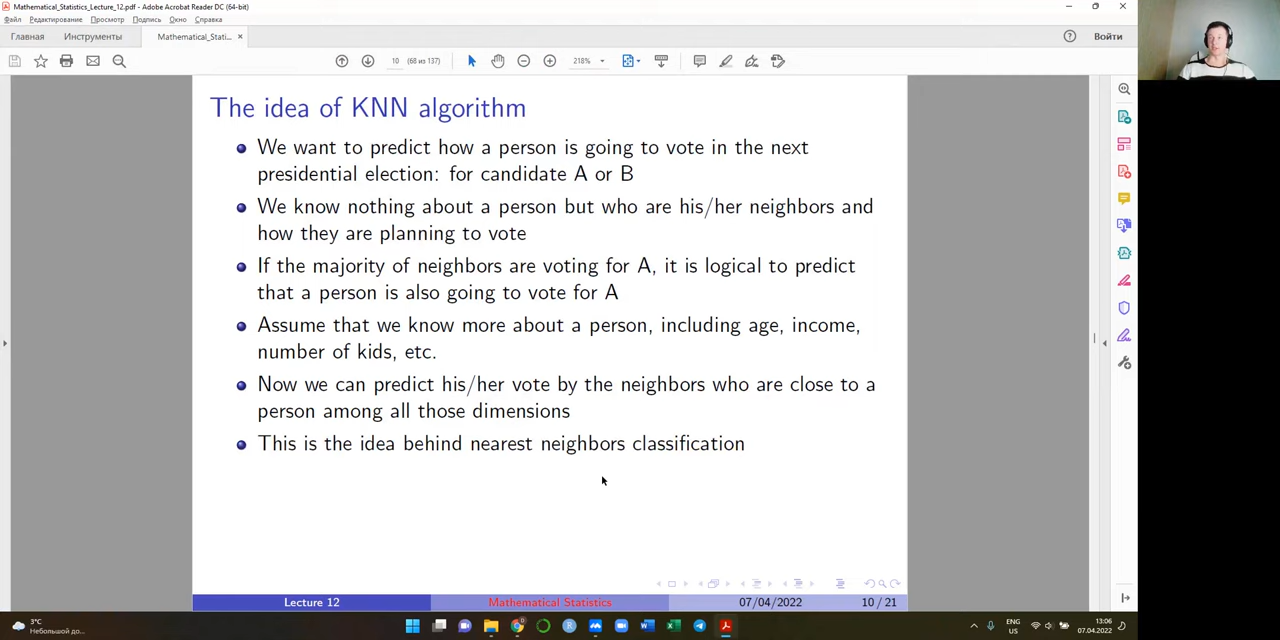 Mathematical_Statistics_Lecture_12.pdf - Adobe Acrobat Reader DC (64-bit)
Файл Редактирование Просмотр Подпись Окно Справка
Главная Инструменты Mathematical_Stati... × Войти
10 (68 из 137) 218%
The idea of KNN algorithm
We want to predict how a person is going to vote in the next
presidential election: for candidate A or B
We know nothing about a person but who are his/her neighbors and
how they are planning to vote
If the majority of neighbors are voting for A, it is logical to predict
that a person is also going to vote for A
Assume that we know more about a person, including age, income,
number of kids, etc.
Now we can predict his/her vote by the neighbors who are close to a
person among all those dimensions
This is the idea behind nearest neighbors classification
Lecture 12 Mathematical Statistics 07/04/2022 10 / 21
3°C
Небольшой до...
ENG
US
13:06
07.04.2022